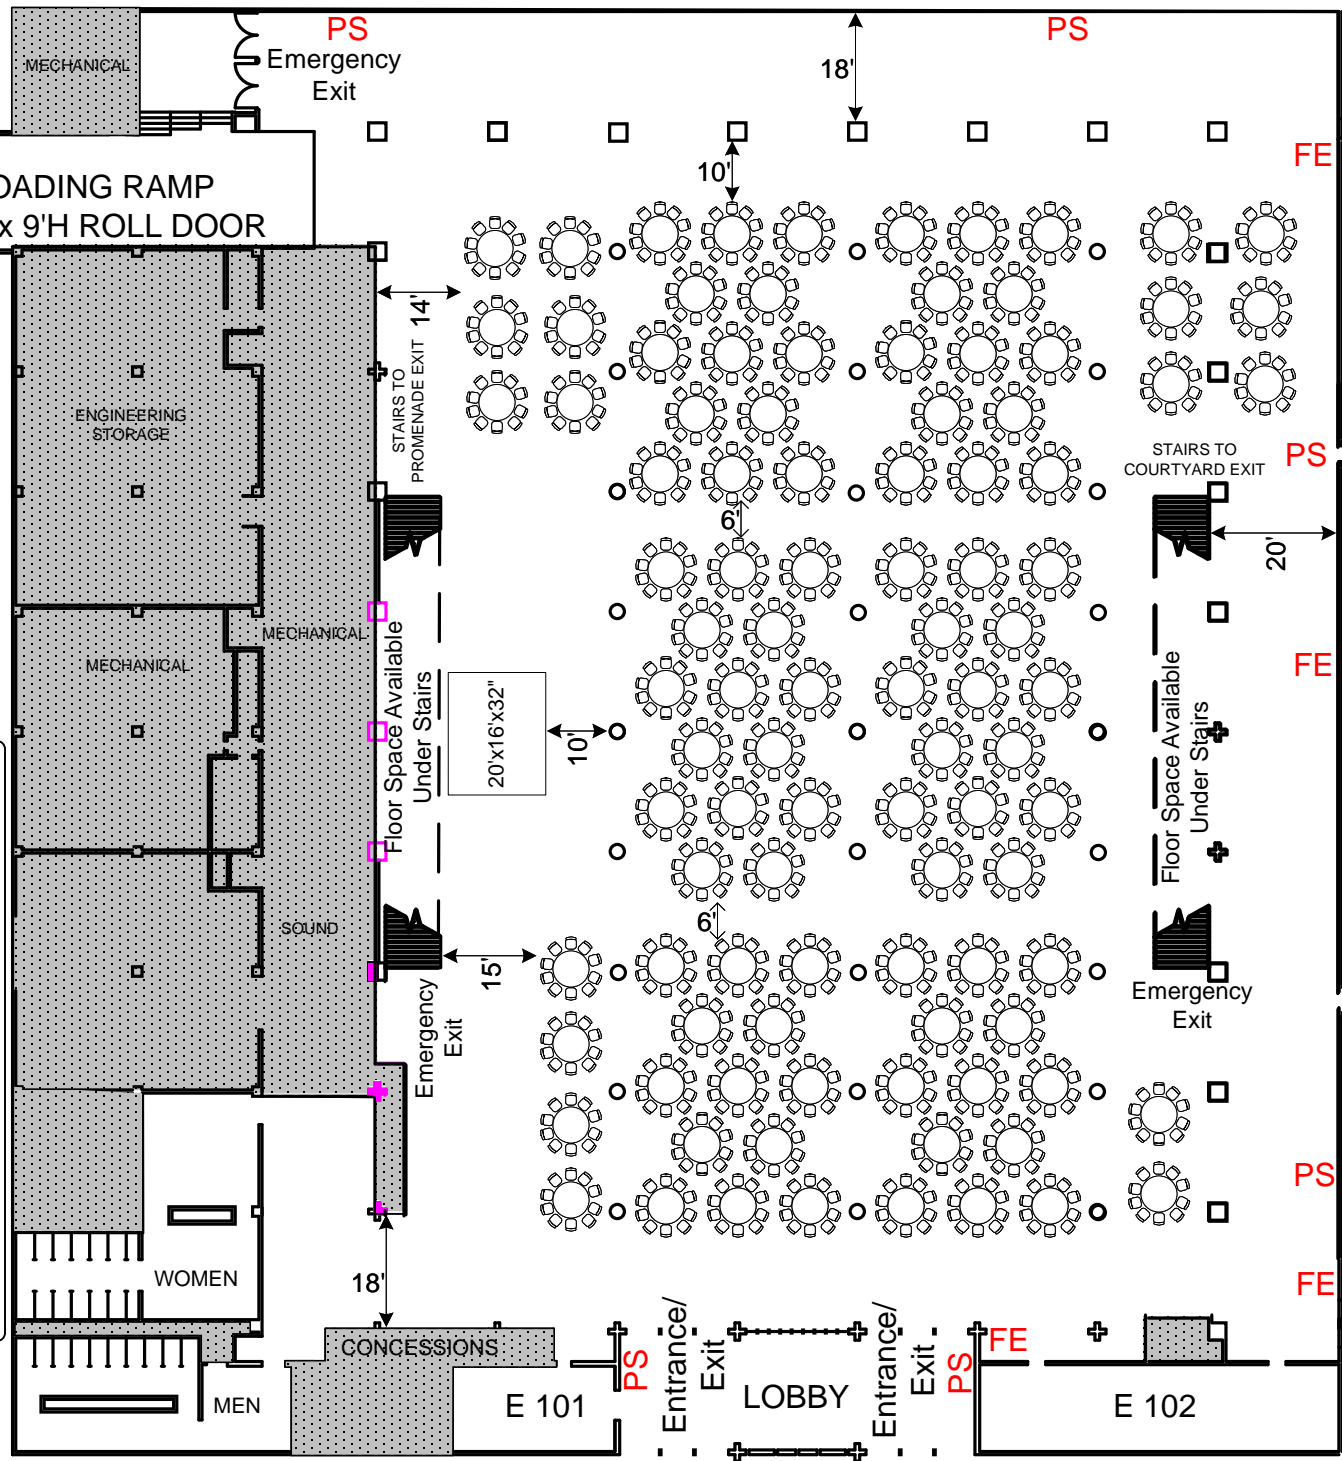 PS
Emergency
Exit
PS
MECHANICAL
18'
FE
10'
OADING RAMP
x 9'H ROLL DOOR
14'
STAIRS TO
PROMENADE EXIT
ENGINEERING
STORAGE
STAIRS TO
COURTYARD EXIT
PS
6'
20'
MECHANICAL
MECHANICAL
Floor Space Available
Under Stairs
20'x16'x32"
10'
FE
Floor Space Available
Under Stairs
6'
SOUND
15'
Emergency
Exit
Emergency
Exit
PS
WOMEN
18'
FE
CONCESSIONS
MEN
E 101
PS
Entrance/
Exit
LOBBY
Entrance/
Exit
PS
FE
E 102